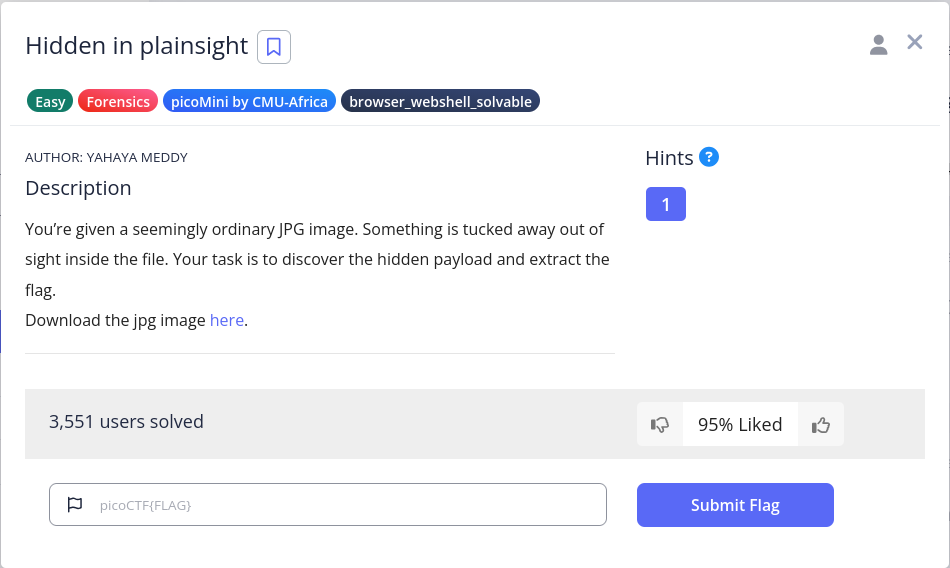 Hidden in plainsight
Easy Forensics picoMini by CMU-Africa browser_webshell_solvable
AUTHOR: YAHAYA MEDDY
Description
You’re given a seemingly ordinary JPG image. Something is tucked away out of
sight inside the file. Your task is to discover the hidden payload and extract the
flag.
Download the jpg image here.
Hints ?
1
3,551 users solved
95% Liked
picoCTF{FLAG}
Submit Flag